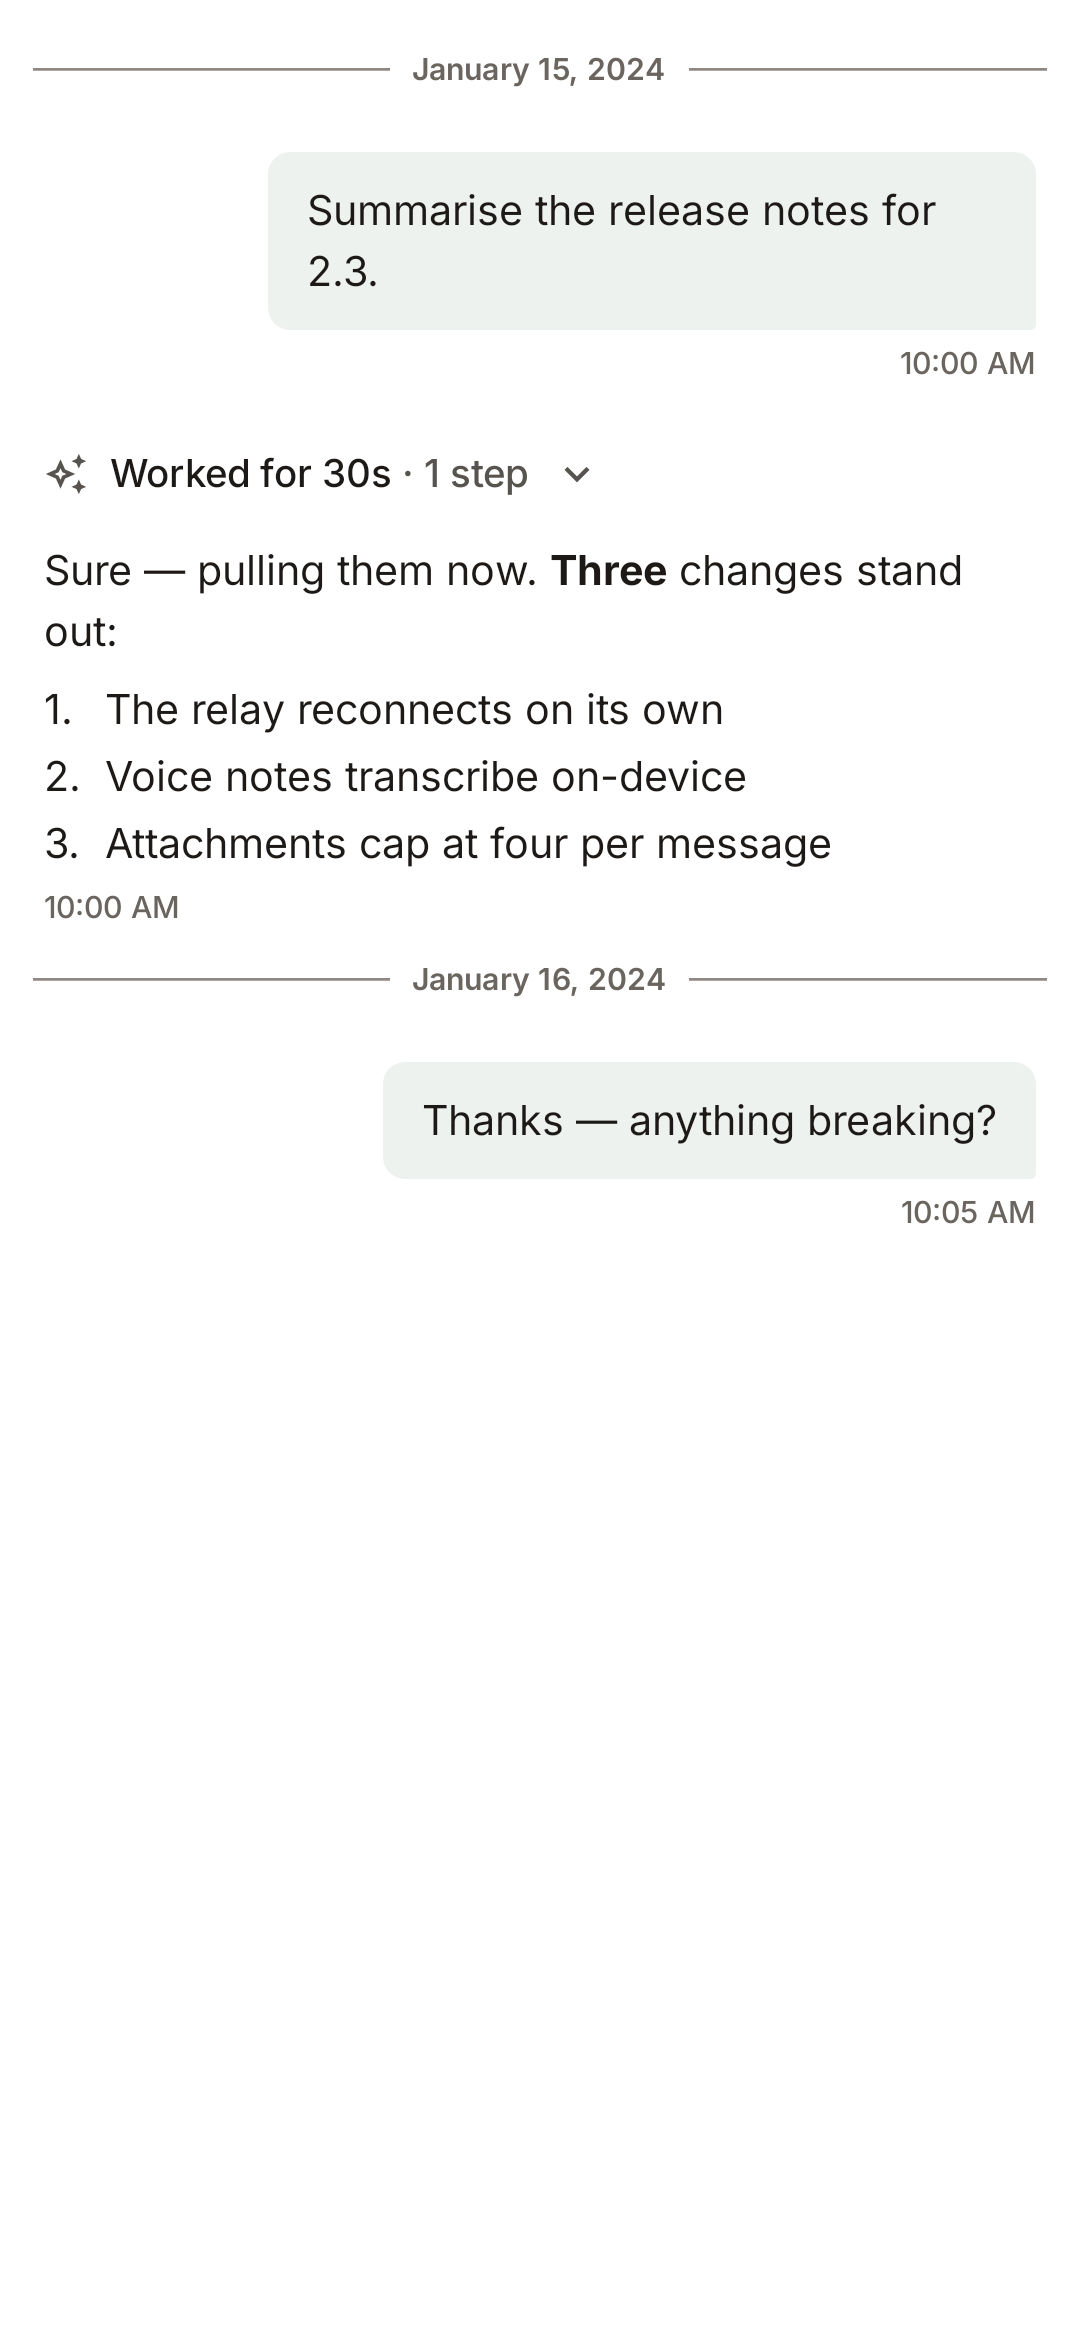 January 15, 2024
Summarise the release notes for
2.3.
10:00 AM
Worked for 30s · 1 step
Sure — pulling them now. Three changes stand
out:
1. The relay reconnects on its own
2. Voice notes transcribe on-device
3. Attachments cap at four per message
10:00 AM
January 16, 2024
Thanks — anything breaking?
10:05 AM